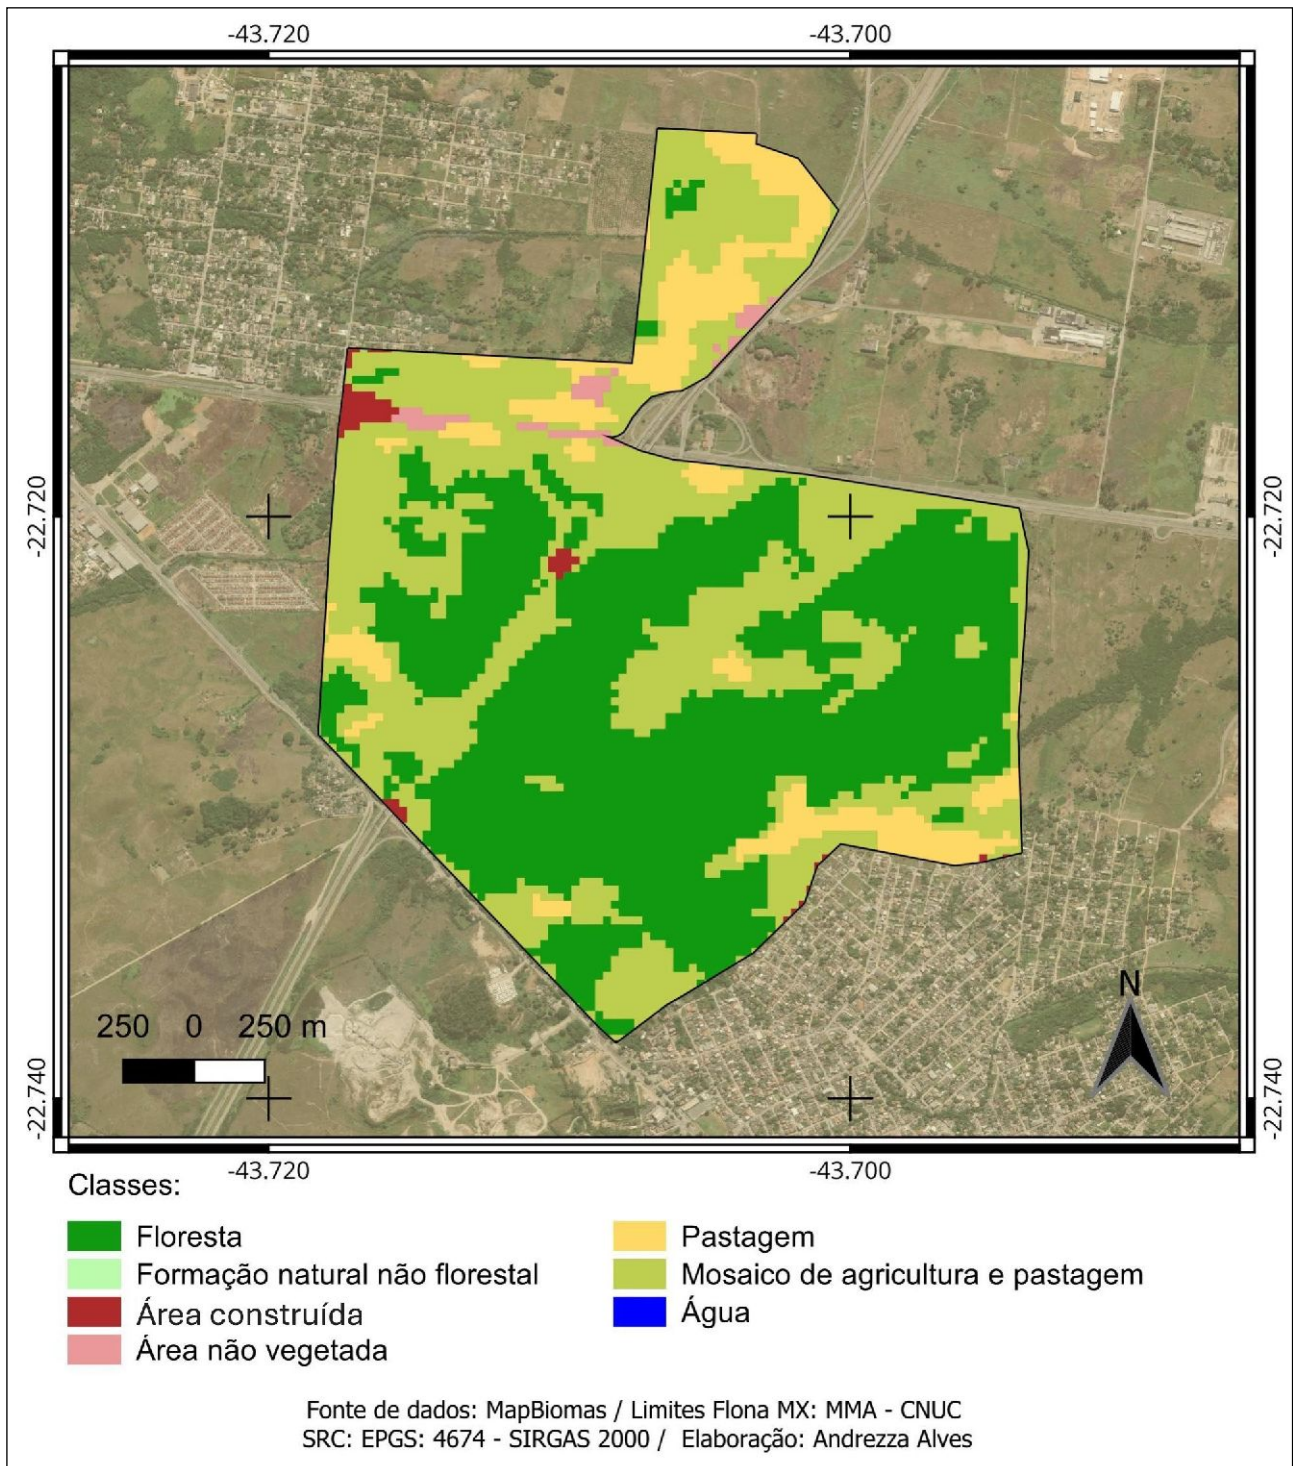 -43.720 -43.700
-22.720 -22.720
N
250 0 250 m
-22.740 -22.740
-43.720 -43.700
Classes:
Floresta
Formação natural não florestal
Área construída
Área não vegetada
Pastagem
Mosaico de agricultura e pastagem
Água
Fonte de dados: MapBiomas / Limites Flona MX: MMA - CNUC
SRC: EPGS: 4674 - SIRGAS 2000 / Elaboração: Andrezza Alves